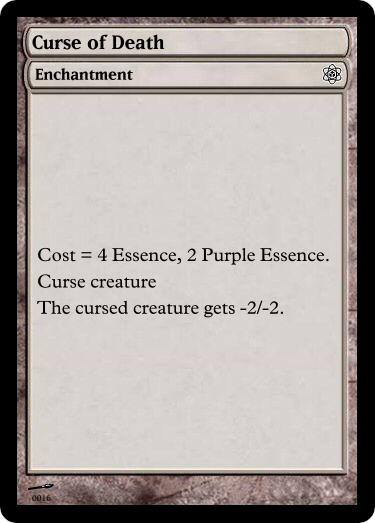 Curse of Death
Enchantment
Cost = 4 Essence, 2 Purple Essence.
Curse creature
The cursed creature gets -2/-2.
0016